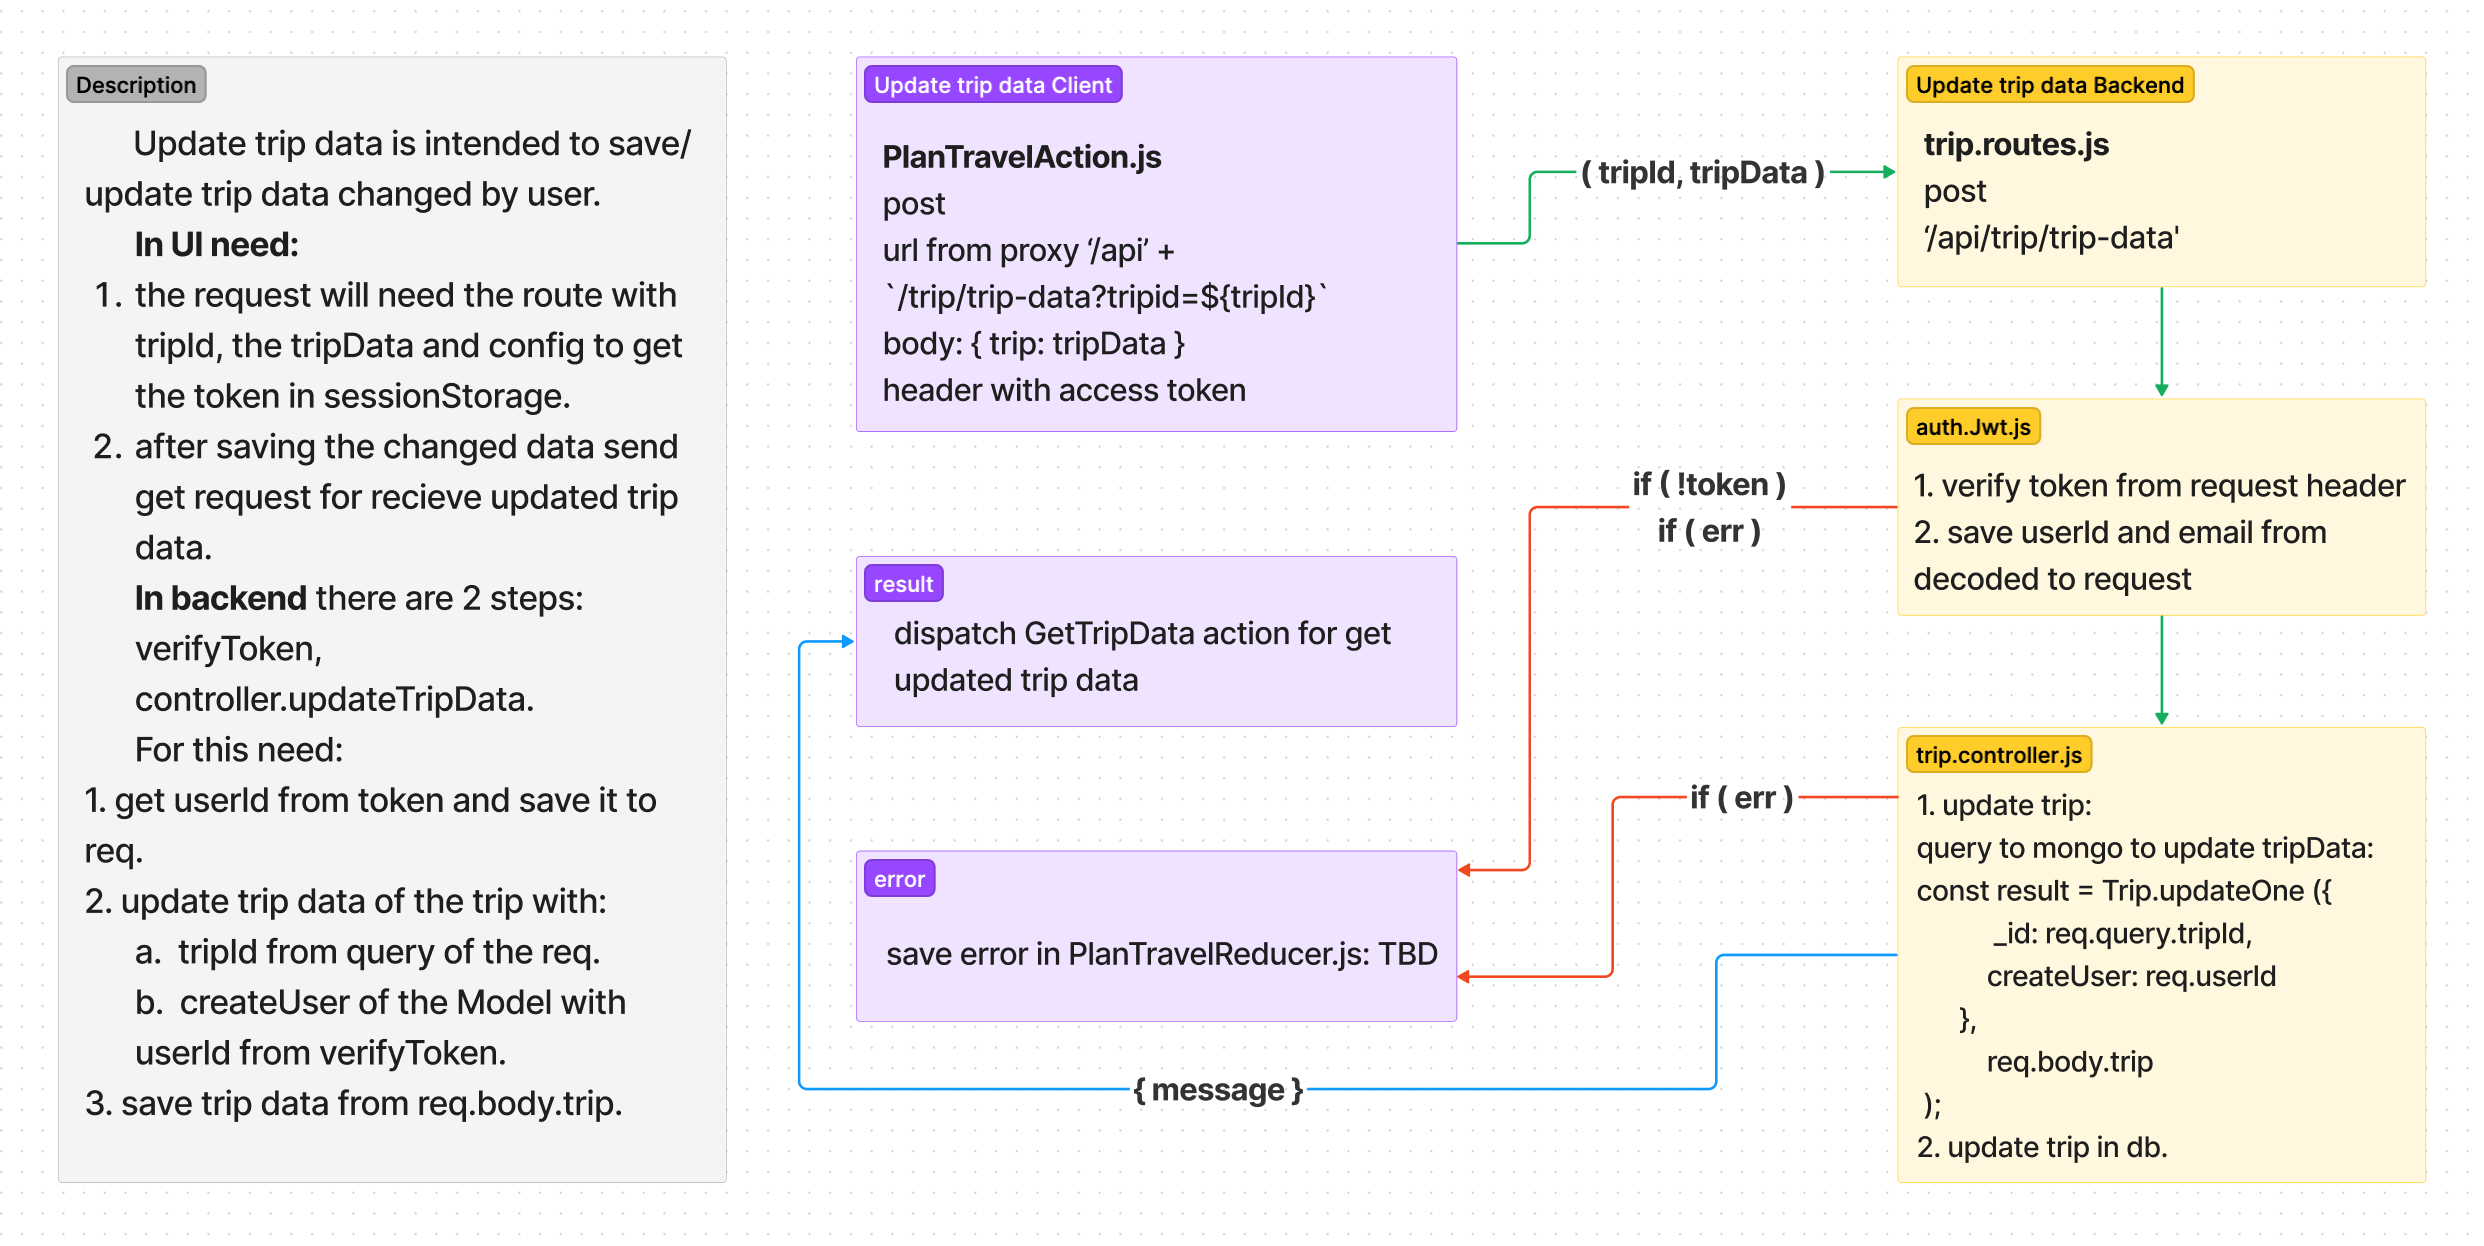 Description
Update trip data is intended to save/
update trip data changed by user.
In UI need:
1. the request will need the route with
tripId, the tripData and config to get
the token in sessionStorage.
2. after saving the changed data send
get request for recieve updated trip
data.
In backend there are 2 steps:
verifyToken,
controller.updateTripData.
For this need:
1. get userId from token and save it to
req.
2. update trip data of the trip with:
a. tripId from query of the req.
b. createUser of the Model with
userId from verifyToken.
3. save trip data from req.body.trip.
Update trip data Client
PlanTravelAction.js
post
url from proxy ‘/api’ +
`/trip/trip-data?tripid=${tripId}`
body: { trip: tripData }
header with access token
( tripId, tripData )
Update trip data Backend
trip.routes.js
post
‘/api/trip/trip-data'
auth.Jwt.js
1. verify token from request header
2. save userId and email from
decoded to request
if ( !token )
if ( err )
result
dispatch GetTripData action for get
updated trip data
trip.controller.js
1. update trip:
query to mongo to update tripData:
const result = Trip.updateOne ({
_id: req.query.tripId,
createUser: req.userId
},
req.body.trip
);
2. update trip in db.
if ( err )
error
save error in PlanTravelReducer.js: TBD
{ message }